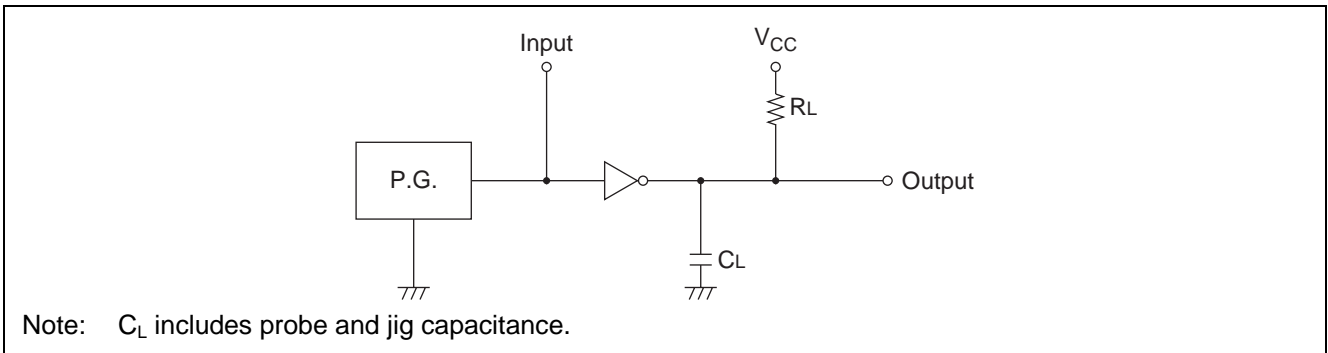 Input
VCC
RL
P.G.
Output
CL
Note: CL includes probe and jig capacitance.